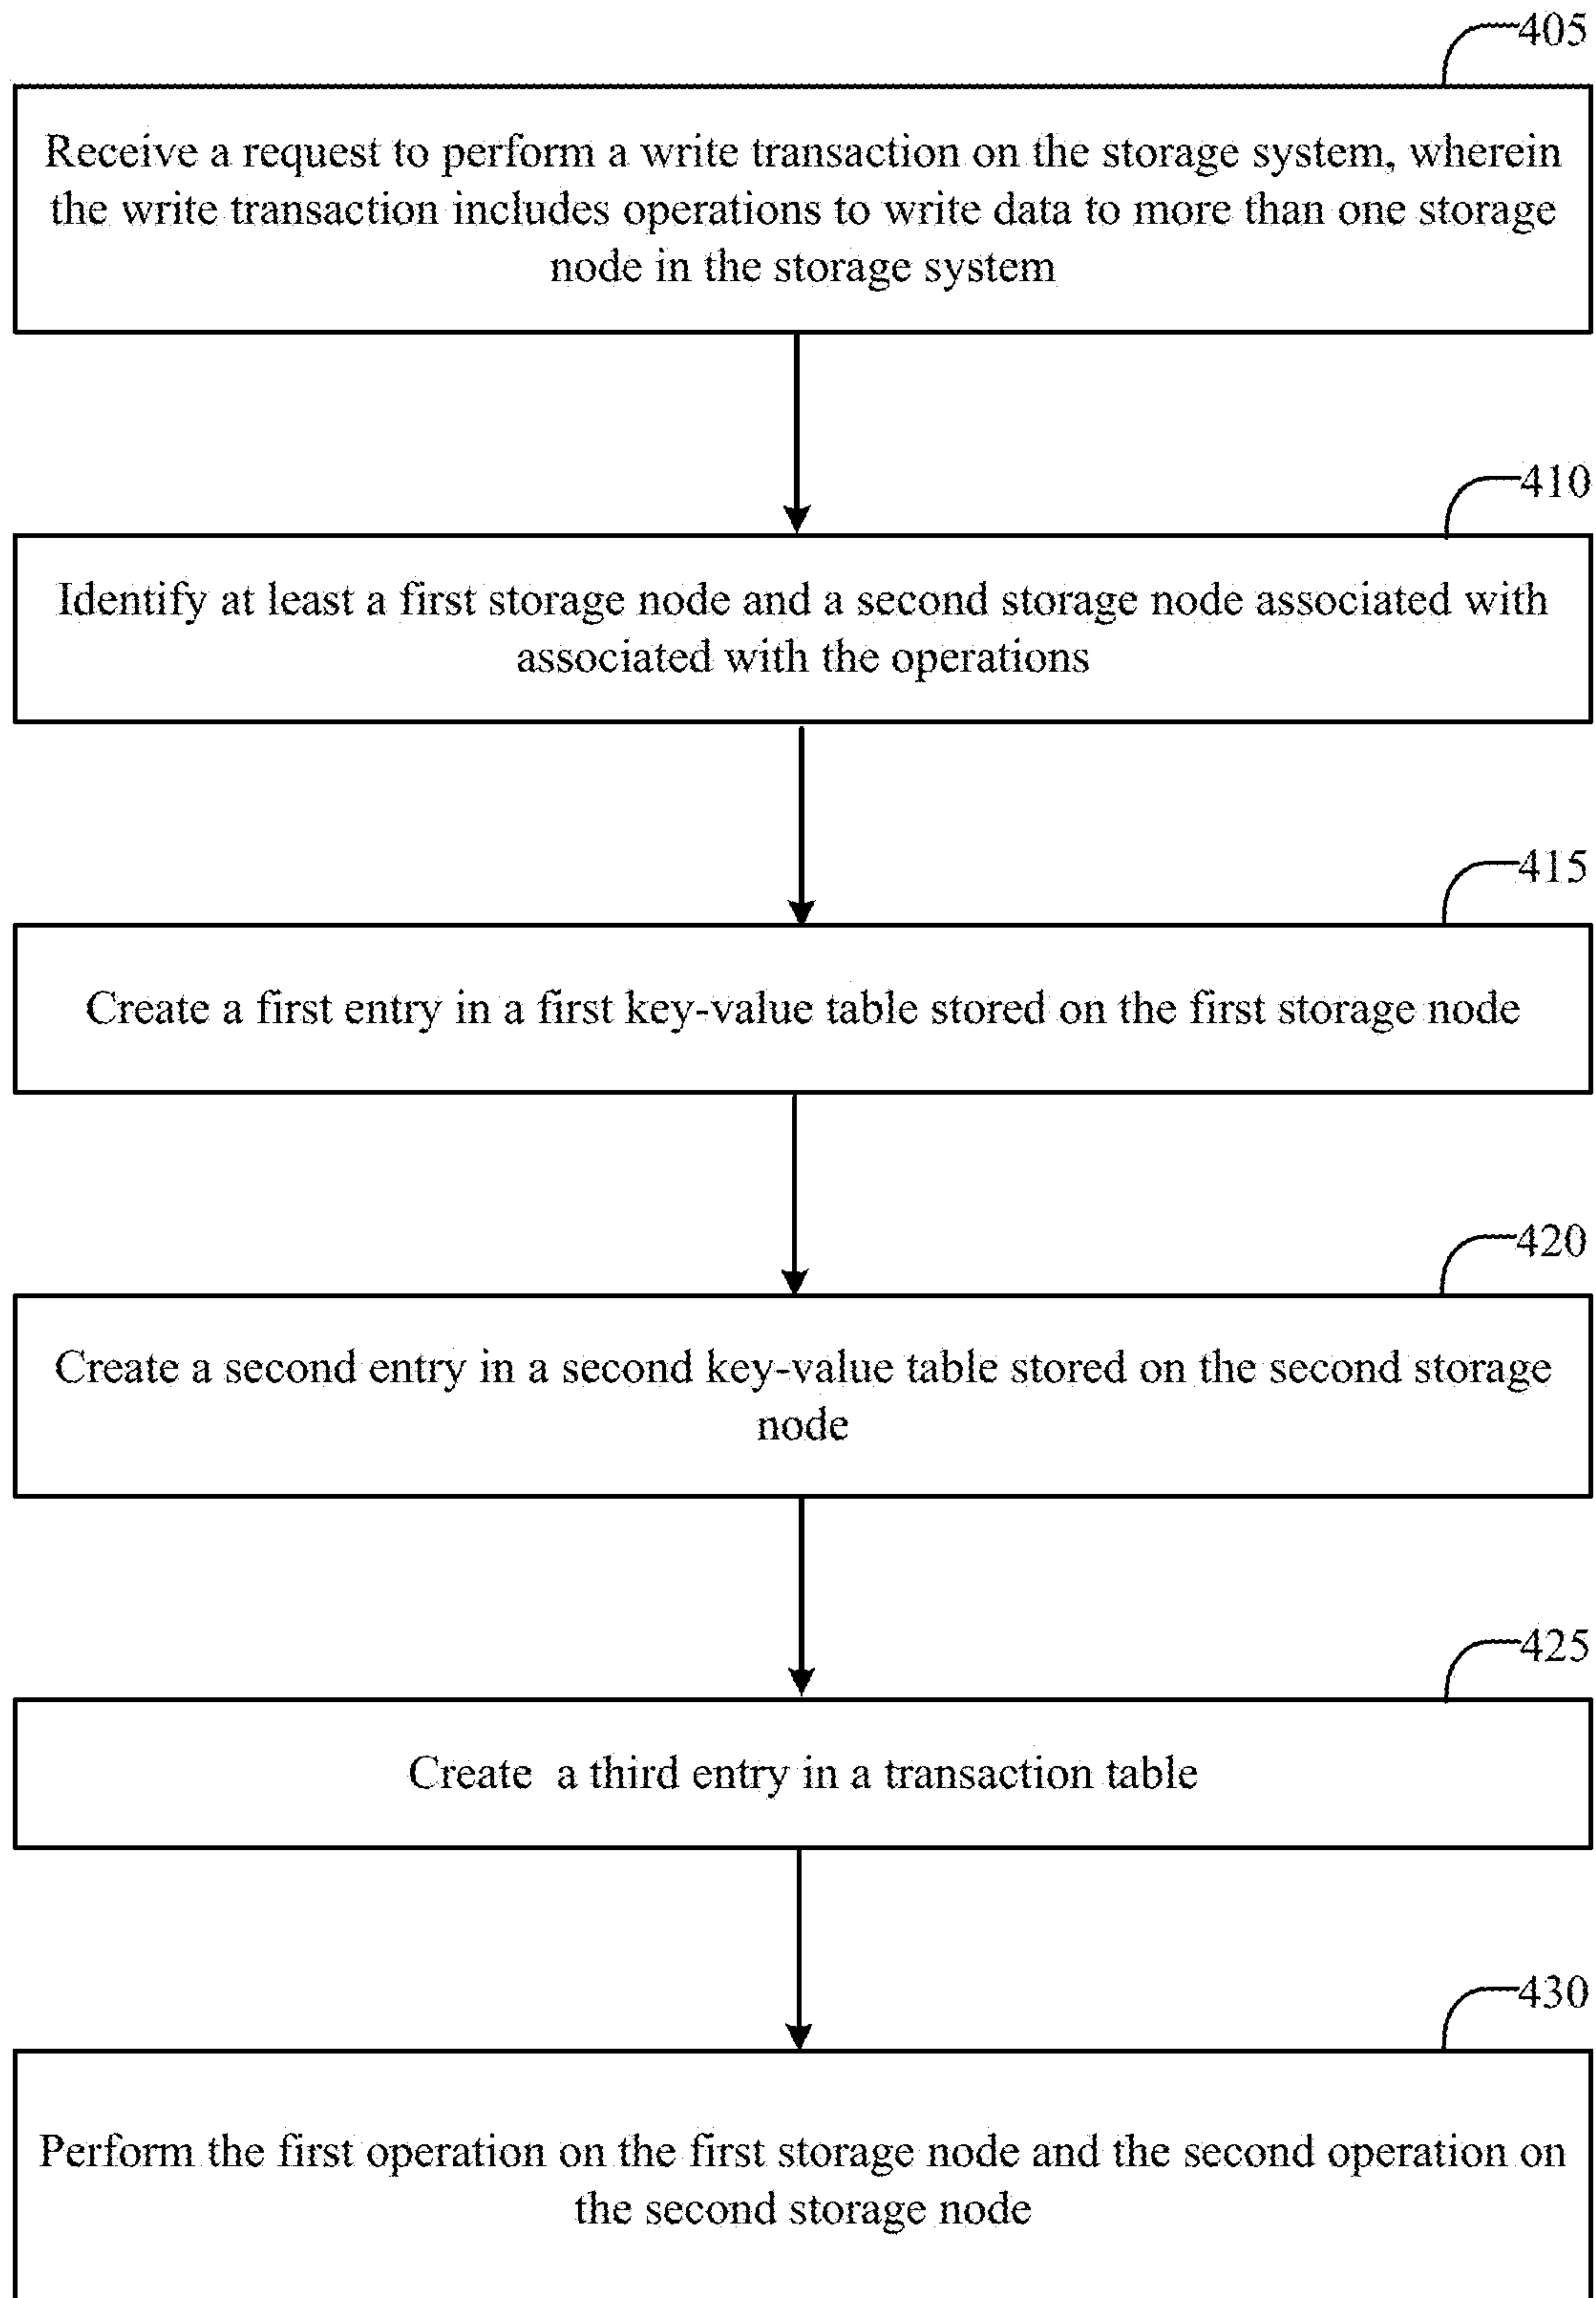 405
Receive a request to perform a write transaction on the storage system, wherein
the write transaction includes operations to write data to more than one storage
node in the storage system
410
Identify at least a first storage node and a second storage node associated with
associated with the operations
415
Create a first entry in a first key-value table stored on the first storage node
420
Create a second entry in a second key-value table stored on the second storage
node
425
Create a third entry in a transaction table
430
Perform the first operation on the first storage node and the second operation on
the second storage node